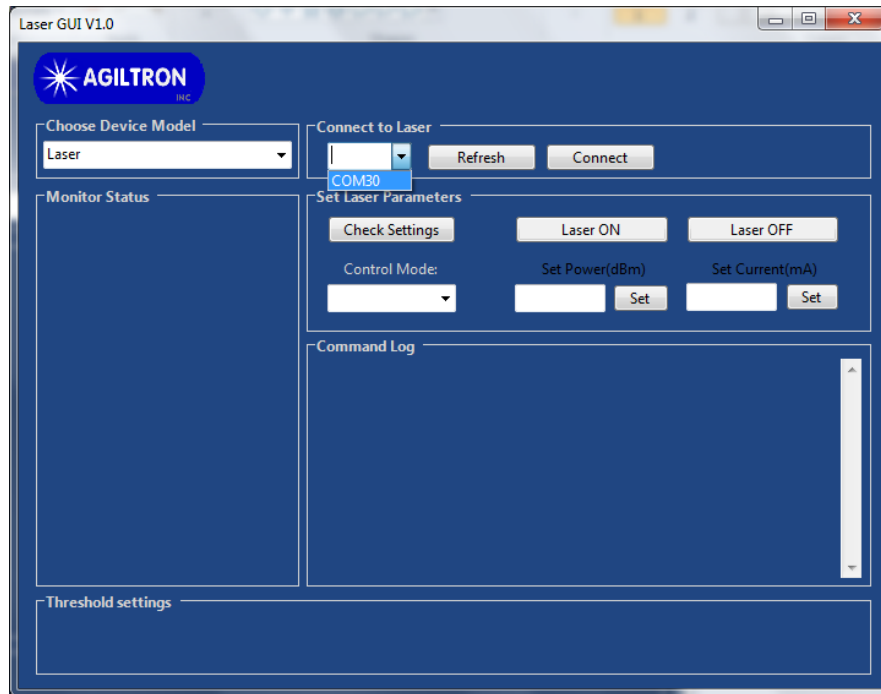 Laser GUI V1.0
AGILTRON
INC
Choose Device Model
Laser
Connect to Laser
Refresh
Connect
COM30
Monitor Status
Set Laser Parameters
Check Settings
Laser ON
Laser OFF
Control Mode:
Set Power(dBm)
Set Current(mA)
Set
Set
Command Log
Threshold settings